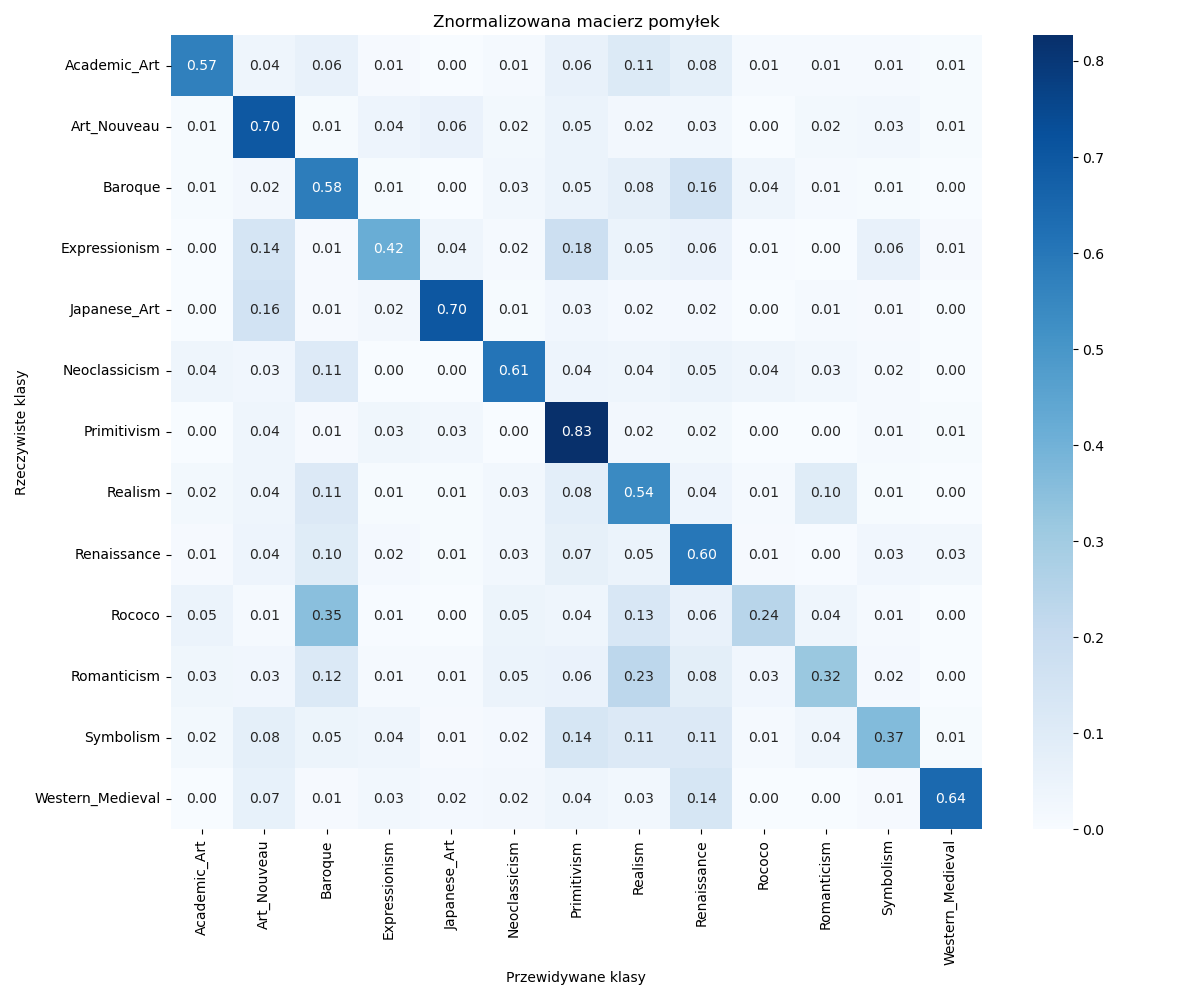 Znormalizowana macierz pomyłek
Academic_Art 0.57 0.04 0.06 0.01 0.00 0.01 0.06 0.11 0.08 0.01 0.01 0.01 0.01
Art_Nouveau 0.01 0.70 0.01 0.04 0.06 0.02 0.05 0.02 0.03 0.00 0.02 0.03 0.01
Baroque 0.01 0.02 0.58 0.01 0.00 0.03 0.05 0.08 0.16 0.04 0.01 0.01 0.00
Expressionism 0.00 0.14 0.01 0.42 0.04 0.02 0.18 0.05 0.06 0.01 0.00 0.06 0.01
Japanese_Art 0.00 0.16 0.01 0.02 0.70 0.01 0.03 0.02 0.02 0.00 0.01 0.01 0.00
Neoclassicism 0.04 0.03 0.11 0.00 0.00 0.61 0.04 0.04 0.05 0.04 0.03 0.02 0.00
Primitivism 0.00 0.04 0.01 0.03 0.03 0.00 0.83 0.02 0.02 0.00 0.00 0.01 0.01
Realism 0.02 0.04 0.11 0.01 0.01 0.03 0.08 0.54 0.04 0.01 0.10 0.01 0.00
Renaissance 0.01 0.04 0.10 0.02 0.01 0.03 0.07 0.05 0.60 0.01 0.00 0.03 0.03
Rococo 0.05 0.01 0.35 0.01 0.00 0.05 0.04 0.13 0.06 0.24 0.04 0.01 0.00
Romanticism 0.03 0.03 0.12 0.01 0.01 0.05 0.06 0.23 0.08 0.03 0.32 0.02 0.00
Symbolism 0.02 0.08 0.05 0.04 0.01 0.02 0.14 0.11 0.11 0.01 0.04 0.37 0.01
Western_Medieval 0.00 0.07 0.01 0.03 0.02 0.02 0.04 0.03 0.14 0.00 0.00 0.01 0.64
Rzeczywiste klasy
Academic_Art
Art_Nouveau
Baroque
Expressionism
Japanese_Art
Neoclassicism
Primitivism
Realism
Renaissance
Rococo
Romanticism
Symbolism
Western_Medieval
Przewidywane klasy
0.8
0.7
0.6
0.5
0.4
0.3
0.2
0.1
0.0